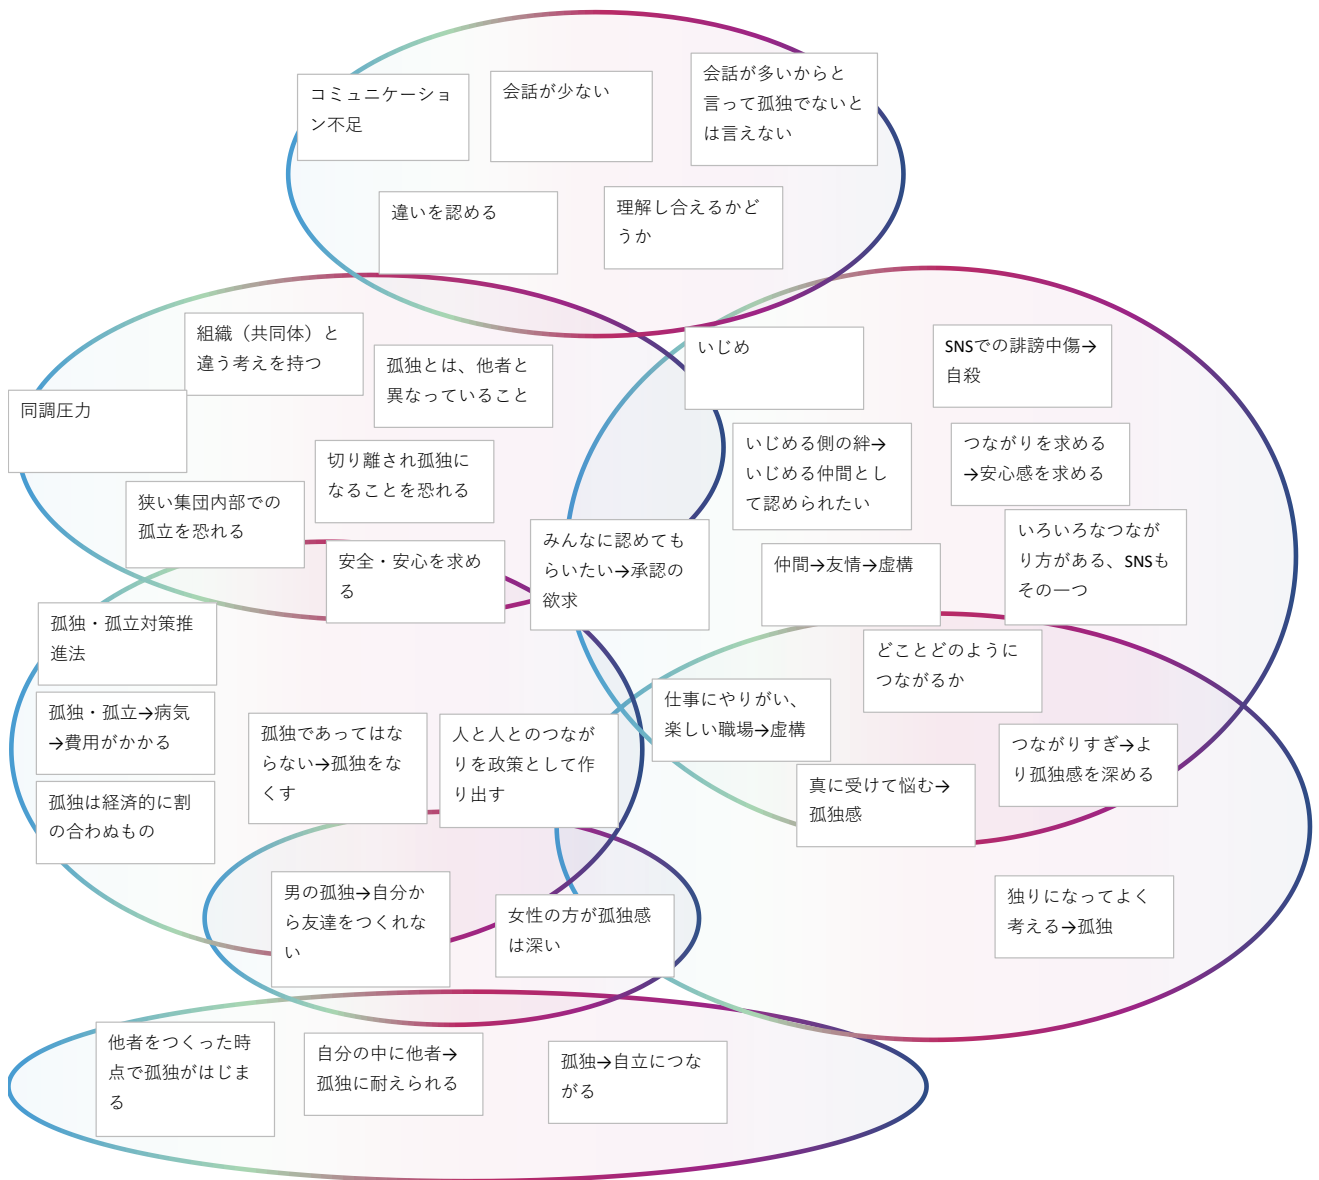 コミュニケーショ
ン不足
会話が少ない
会話が多いからと
言って孤独でないと
は言えない
違いを認める
理解し合えるかど
うか
組織（共同体）と
違う考えを持つ
孤独とは、他者と
異なっていること
同調圧力
切り離され孤独に
なることを恐れる
狭い集団内部での
孤立を恐れる
安全・安心を求め
る
みんなに認めても
らいたい→承認の
欲求
いじめ
SNSでの誹謗中傷→
自殺
いじめる側の絆→
いじめる仲間とし
て認められたい
つながりを求める
→安心感を求める
いろいろなつなが
り方がある、SNSも
その一つ
仲間→友情→虚構
どことどのように
つながるか
仕事にやりがい、
楽しい職場→虚構
つながりすぎ→よ
り孤独感を深める
真に受けて悩む→
孤独感
独りになってよく
考える→孤独
孤独・孤立対策推
進法
孤独・孤立→病気
→費用がかかる
孤独は経済的に割
の合わぬもの
孤独であってはな
らない→孤独をな
くす
人と人とのつなが
りを政策として作
り出す
男の孤独→自分か
ら友達をつくれな
い
女性の方が孤独感
は深い
他者をつくった時
点で孤独がはじま
る
自分の中に他者→
孤独に耐えられる
孤独→自立につな
がる